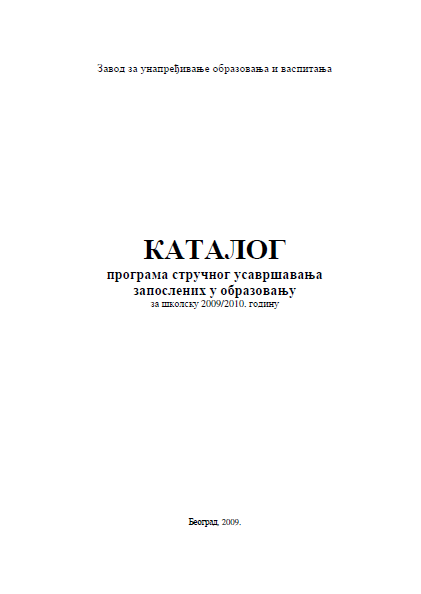 Завод за унапређивање образовања и васпитања
КАТАЛОГ
програма стручног усавршавања
запослених у образовању
за школску 2009/2010. годину
Београд, 2009.